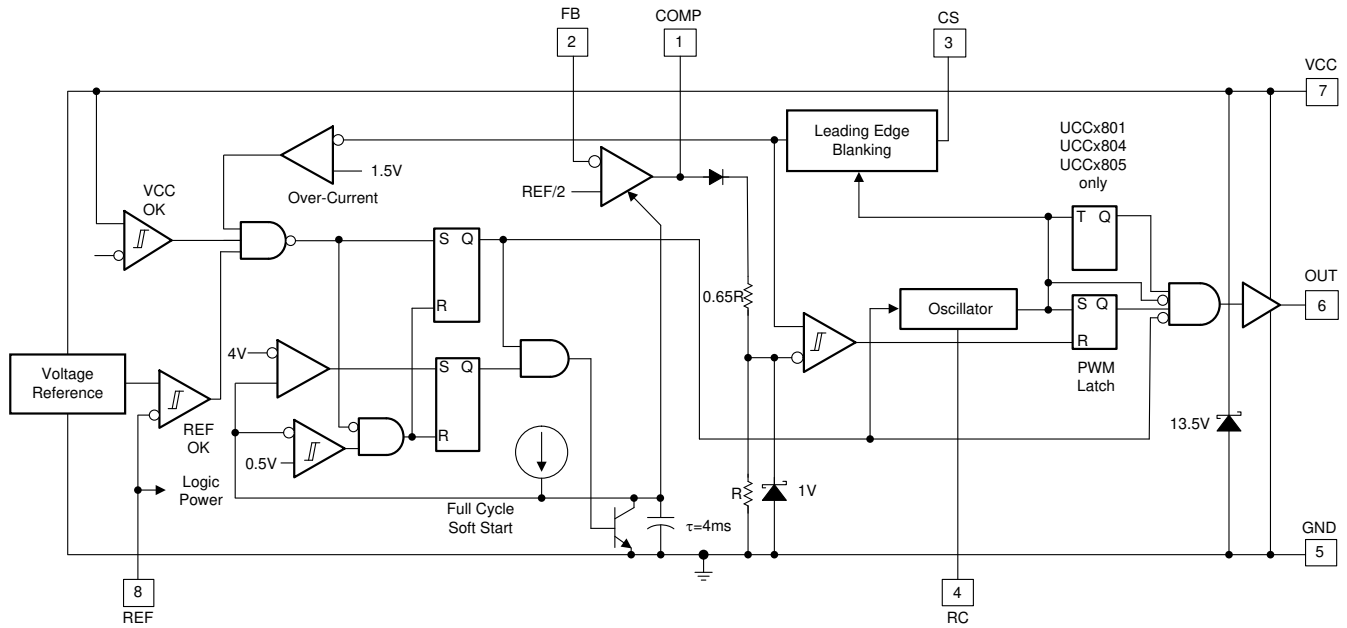 FB
2
COMP
1
CS
3
VCC
7
Leading Edge
Blanking
UCCx801
UCCx804
UCCx805
only
1.5V
Over-Current
VCC
OK
REF/2
T Q
S Q
R
0.65R
Oscillator
S Q
R
PWM
Latch
OUT
6
4V
S Q
R
Voltage
Reference
REF
OK
0.5V
13.5V
Logic
Power
Full Cycle
Soft Start
R
1V
τ=4ms
GND
5
8
REF
4
RC